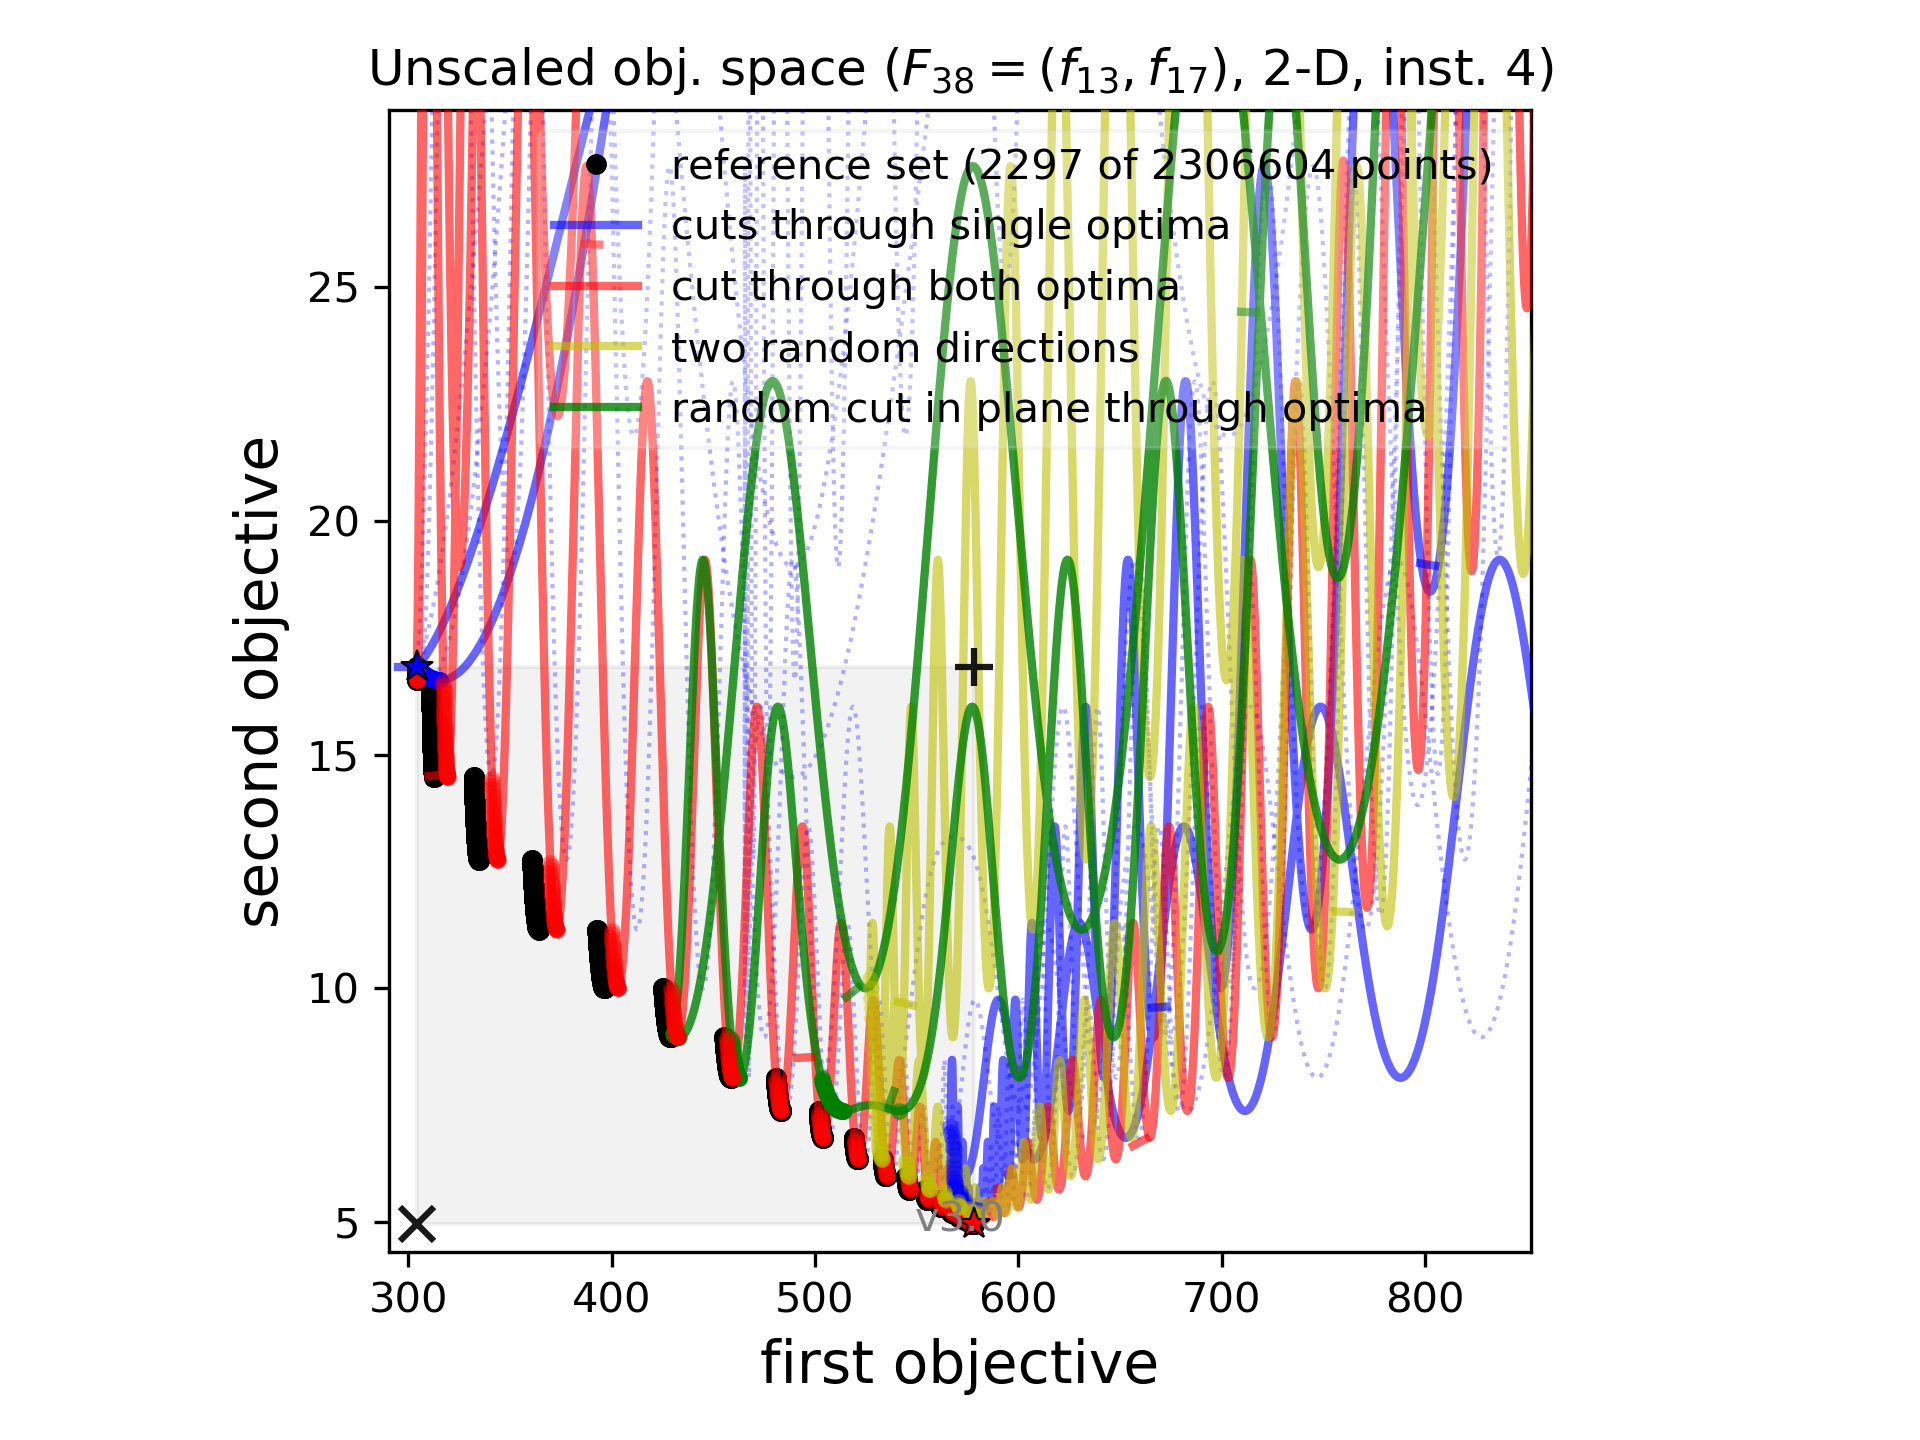 Unscaled obj. space (F₃₈ = (f₁₃, f₁₇), 2-D, inst. 4)
reference set (2297 of 2306604 points)
cuts through single optima
cut through both optima
two random directions
random cut in plane through optima
second objective
25
20
15
10
5
v3.0
300 400 500 600 700 800
first objective